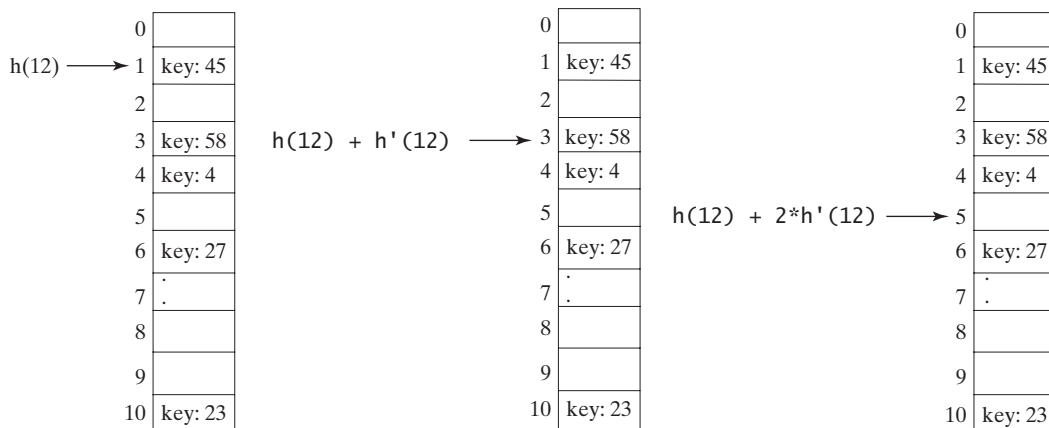 0
h(12) 1 key: 45
2
3 key: 58
4 key: 4
5
6 key: 27
7 :
8
9
10 key: 23
0
1 key: 45
2
h(12) + h'(12) 3 key: 58
4 key: 4
5
6 key: 27
7 :
8
9
10 key: 23
0
1 key: 45
2
3 key: 58
4 key: 4
h(12) + 2*h'(12) 5
6 key: 27
7 :
8
9
10 key: 23